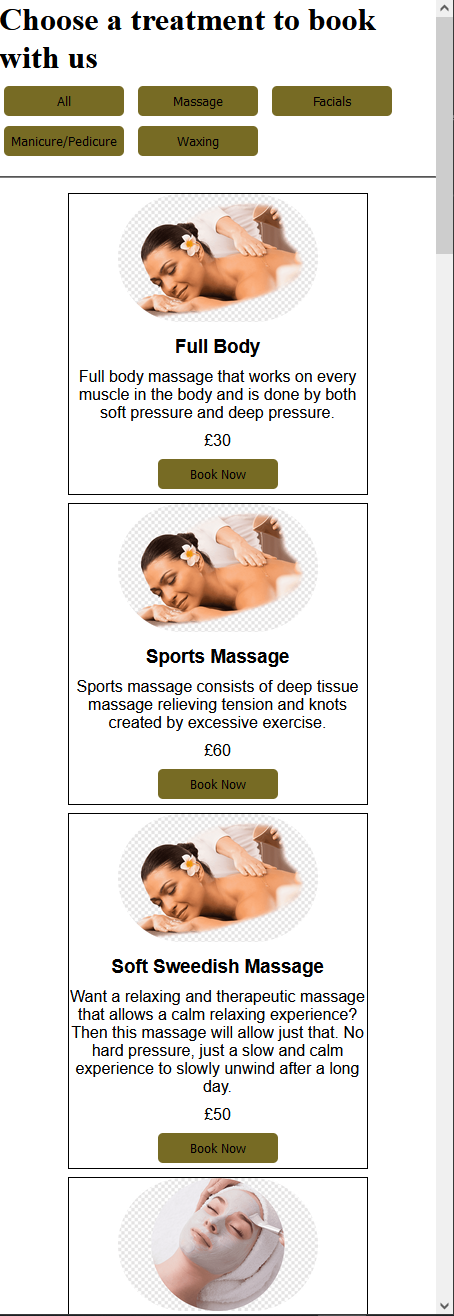 Choose a treatment to book
with us
All
Massage
Facials
Manicure/Pedicure
Waxing
Full Body
Full body massage that works on every
muscle in the body and is done by both
soft pressure and deep pressure.
£30
Book Now
Sports Massage
Sports massage consists of deep tissue
massage relieving tension and knots
created by excessive exercise.
£60
Book Now
Soft Sweedish Massage
Want a relaxing and therapeutic massage
that allows a calm relaxing experience?
Then this massage will allow just that. No
hard pressure, just a slow and calm
experience to slowly unwind after a long
day.
£50
Book Now